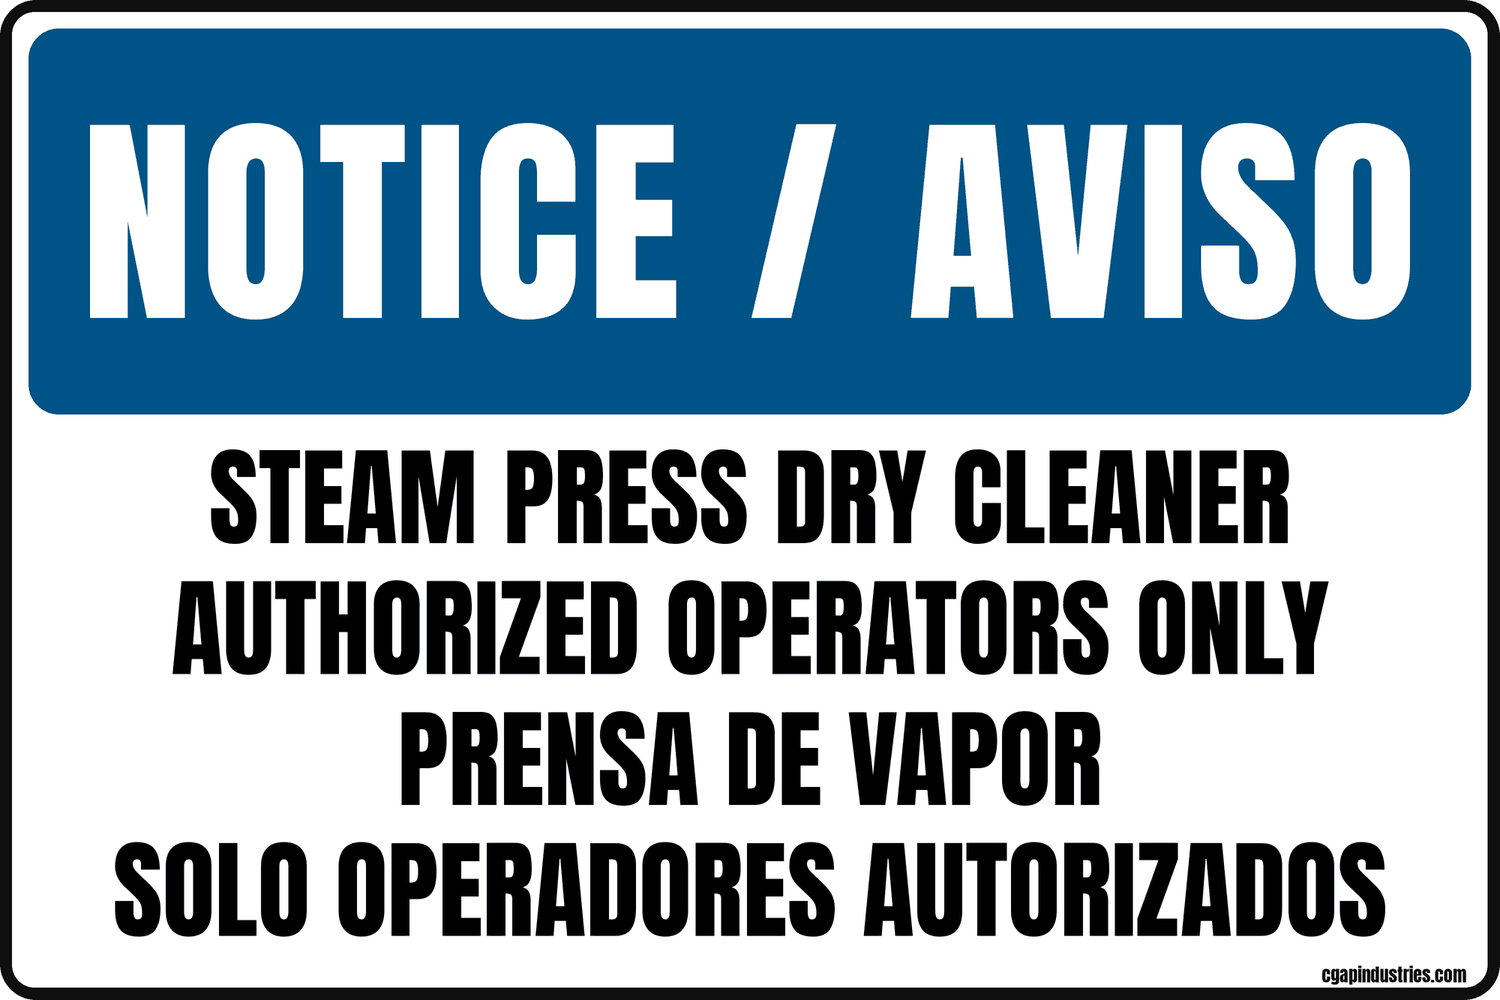 NOTICE / AVISO
STEAM PRESS DRY CLEANER
AUTHORIZED OPERATORS ONLY
PRENSA DE VAPOR
SOLO OPERADORES AUTORIZADOS
cgapindustries.com